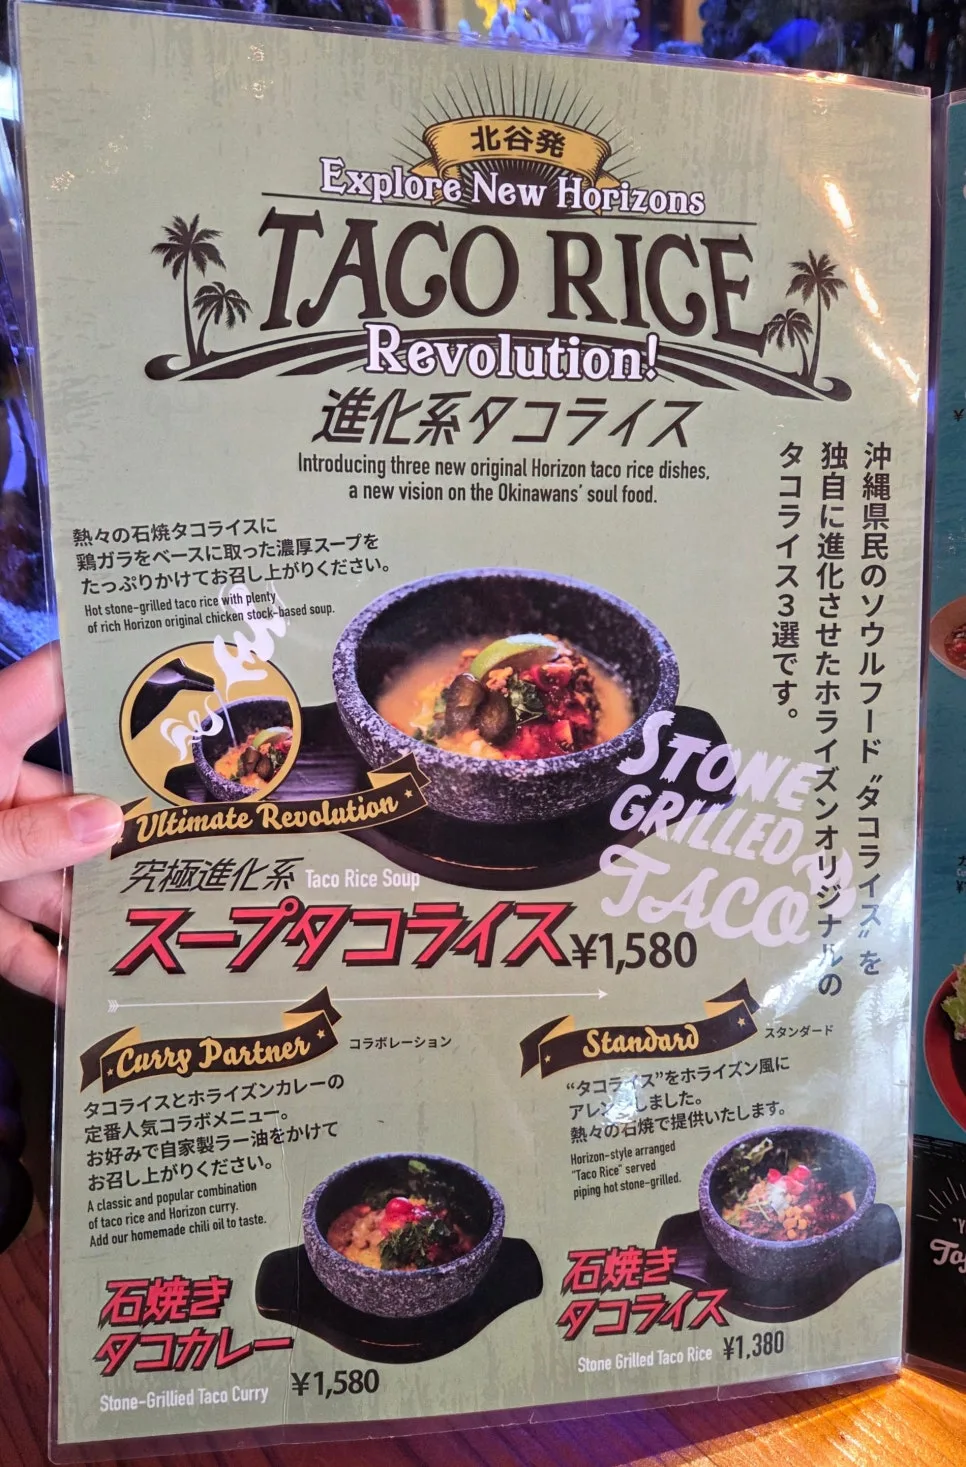 北谷発
Explore New Horizons
TACO RICE
Revolution!
進化系タコライス
Introducing three new original Horizon taco rice dishes,
a new vision on the Okinawans' soul food.
沖縄県民のソウルフード〝タコライス〟を
独自に進化させたホライズンオリジナルの
タコライス3選です。
熱々の石焼タコライスに
鶏ガラをベースに取った濃厚スープを
たっぷりかけてお召し上がりください。
Hot stone-grilled taco rice with plenty
of rich Horizon original chicken stock-based soup.
STONE
GRILLED
TACO
Ultimate Revolution
究極進化系 Taco Rice Soup
スープタコライス ¥1,580
Curry Partner コラボレーション
タコライスとホライズンカレーの
定番人気コラボメニュー。
お好みで自家製ラー油をかけて
お召し上がりください。
A classic and popular combination
of taco rice and Horizon curry.
Add our homemade chili oil to taste.
石焼き
タコカレー
Stone-Grillied Taco Curry ¥1,580
Standard スタンダード
“タコライス”をホライズン風に
アレンジしました。
熱々の石焼で提供いたします。
Horizon-style arranged
"Taco Rice" served
piping hot stone-grilled.
石焼き
タコライス
Stone Grilled Taco Rice ¥1,380